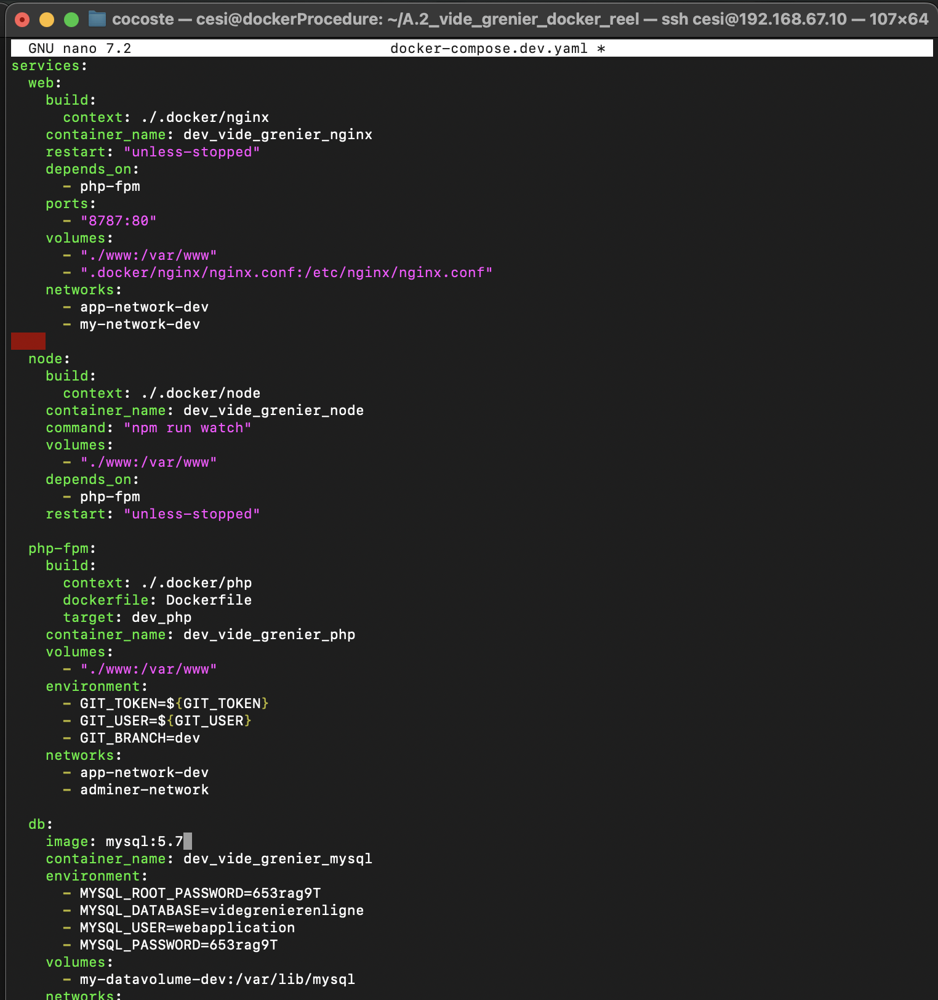 cocoste — cesi@dockerProcedure: ~/A.2_vide_grenier_docker_reel — ssh cesi@192.168.67.10 — 107×64
GNU nano 7.2 docker-compose.dev.yaml *
services:
  web:
    build:
      context: ./.docker/nginx
    container_name: dev_vide_grenier_nginx
    restart: "unless-stopped"
    depends_on:
      - php-fpm
    ports:
      - "8787:80"
    volumes:
      - "./www:/var/www"
      - ".docker/nginx/nginx.conf:/etc/nginx/nginx.conf"
    networks:
      - app-network-dev
      - my-network-dev
  node:
    build:
      context: ./.docker/node
    container_name: dev_vide_grenier_node
    command: "npm run watch"
    volumes:
      - "./www:/var/www"
    depends_on:
      - php-fpm
    restart: "unless-stopped"
  php-fpm:
    build:
      context: ./.docker/php
      dockerfile: Dockerfile
      target: dev_php
    container_name: dev_vide_grenier_php
    volumes:
      - "./www:/var/www"
    environment:
      - GIT_TOKEN=${GIT_TOKEN}
      - GIT_USER=${GIT_USER}
      - GIT_BRANCH=dev
    networks:
      - app-network-dev
      - adminer-network
  db:
    image: mysql:5.7
    container_name: dev_vide_grenier_mysql
    environment:
      - MYSQL_ROOT_PASSWORD=653rag9T
      - MYSQL_DATABASE=videgrenierenligne
      - MYSQL_USER=webapplication
      - MYSQL_PASSWORD=653rag9T
    volumes:
      - my-datavolume-dev:/var/lib/mysql
    networks: